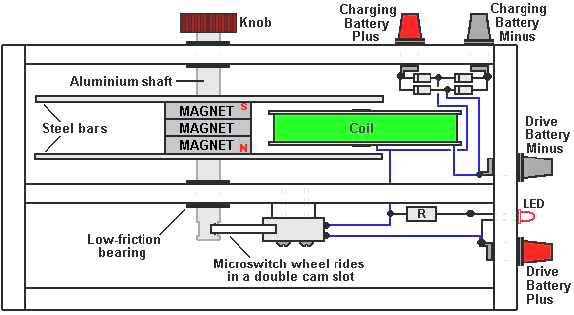 Knob
Charging
Battery
Plus
Charging
Battery
Minus
Aluminium shaft
MAGNET S
MAGNET
MAGNET N
Steel bars
Coil
Drive
Battery
Minus
LED
R
Low-friction
bearing
Microswitch wheel rides
in a double cam slot
Drive
Battery
Plus